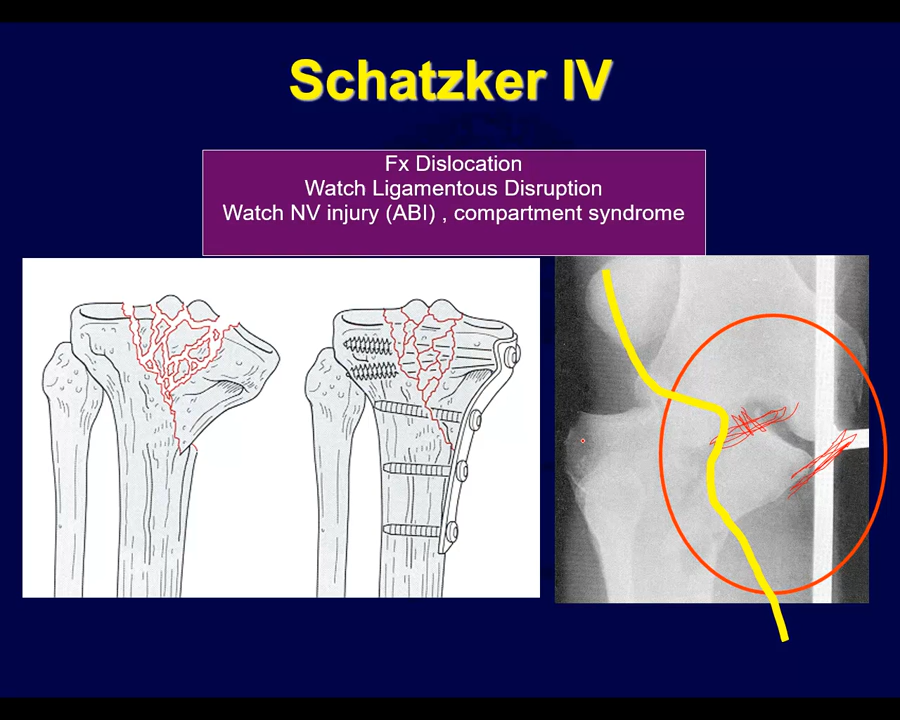 Schatzker IV
Fx Dislocation
Watch Ligamentous Disruption
Watch NV injury (ABI) , compartment syndrome